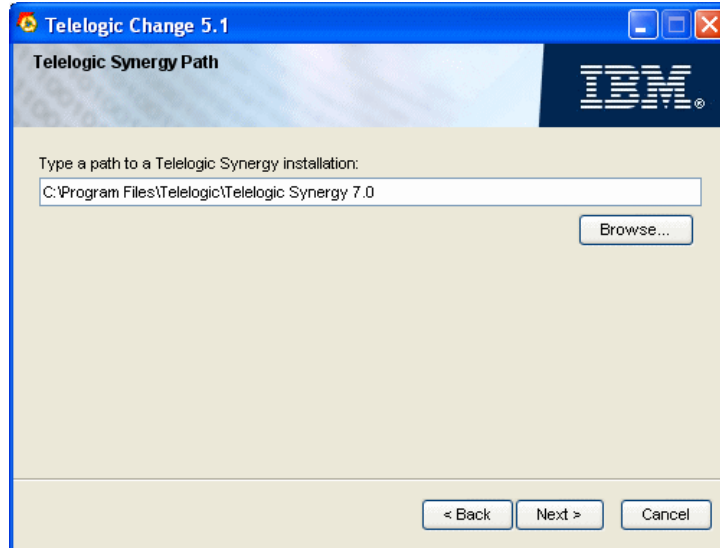 Telelogic Change 5.1
Telelogic Synergy Path
IBM®
Type a path to a Telelogic Synergy installation:
C:\Program Files\Telelogic\Telelogic Synergy 7.0
Browse...
< Back Next > Cancel